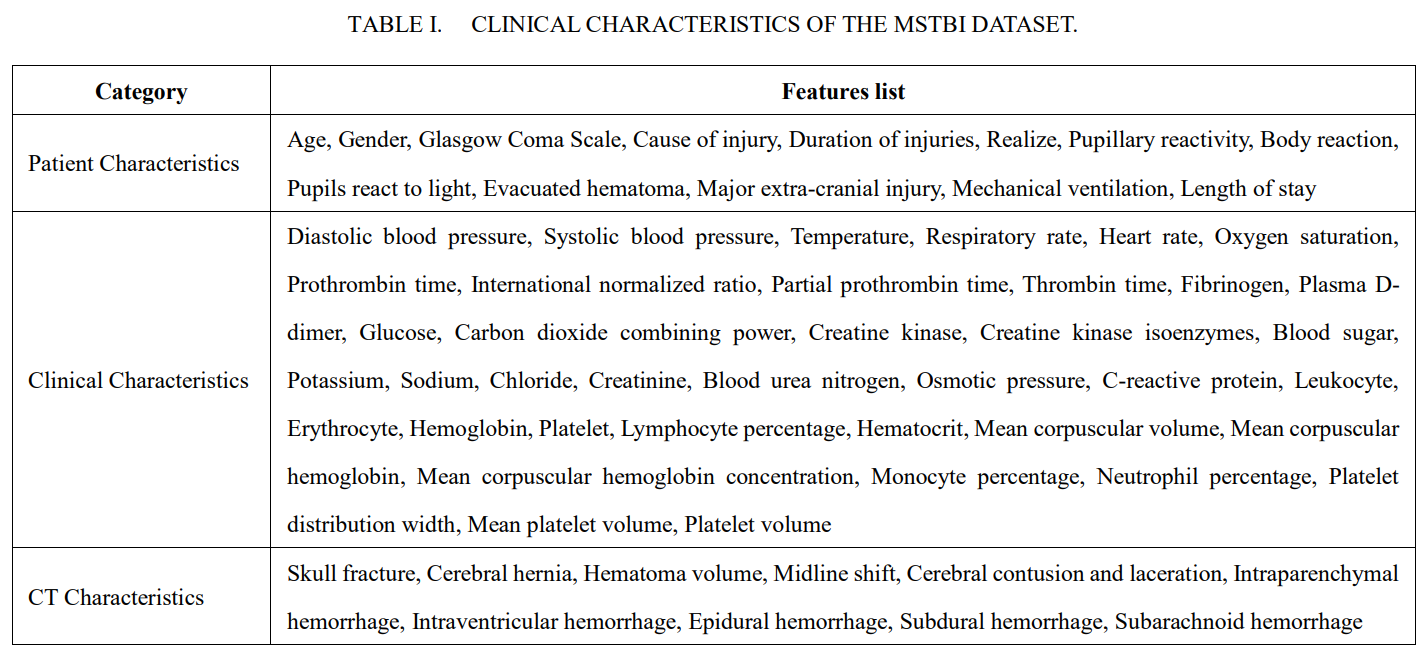 TABLE I. CLINICAL CHARACTERISTICS OF THE MSTBI DATASET.
Category Features list
Patient Characteristics
Age, Gender, Glasgow Coma Scale, Cause of injury, Duration of injuries, Realize, Pupillary reactivity, Body reaction,
Pupils react to light, Evacuated hematoma, Major extra-cranial injury, Mechanical ventilation, Length of stay
Clinical Characteristics
Diastolic blood pressure, Systolic blood pressure, Temperature, Respiratory rate, Heart rate, Oxygen saturation,
Prothrombin time, International normalized ratio, Partial prothrombin time, Thrombin time, Fibrinogen, Plasma D-
dimer, Glucose, Carbon dioxide combining power, Creatine kinase, Creatine kinase isoenzymes, Blood sugar,
Potassium, Sodium, Chloride, Creatinine, Blood urea nitrogen, Osmotic pressure, C-reactive protein, Leukocyte,
Erythrocyte, Hemoglobin, Platelet, Lymphocyte percentage, Hematocrit, Mean corpuscular volume, Mean corpuscular
hemoglobin, Mean corpuscular hemoglobin concentration, Monocyte percentage, Neutrophil percentage, Platelet
distribution width, Mean platelet volume, Platelet volume
CT Characteristics
Skull fracture, Cerebral hernia, Hematoma volume, Midline shift, Cerebral contusion and laceration, Intraparenchymal
hemorrhage, Intraventricular hemorrhage, Epidural hemorrhage, Subdural hemorrhage, Subarachnoid hemorrhage